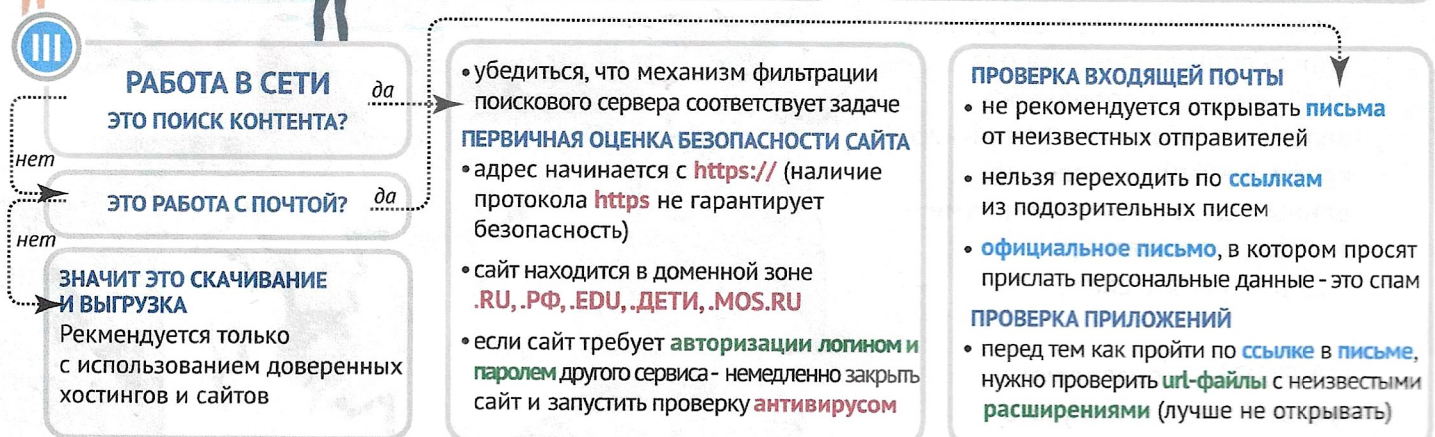 III
РАБОТА В СЕТИ
ЭТО ПОИСК КОНТЕНТА?
да
нет
ЭТО РАБОТА С ПОЧТОЙ?
да
нет
ЗНАЧИТ ЭТО СКАЧИВАНИЕ
И ВЫГРУЗКА
Рекмендуется только
с использованием доверенных
хостингов и сайтов
• убедиться, что механизм фильтрации
поискового сервера соответствует задаче
ПЕРВИЧНАЯ ОЦЕНКА БЕЗОПАСНОСТИ САЙТА
• адрес начинается с https:// (наличие
протокола https не гарантирует
безопасность)
• сайт находится в доменной зоне
.RU, .РФ, .EDU, .ДЕТИ, .MOS.RU
• если сайт требует авторизации логином и
паролем другого сервиса - немедленно закрыть
сайт и запустить проверку антивирусом
ПРОВЕРКА ВХОДЯЩЕЙ ПОЧТЫ
• не рекомендуется открывать письма
от неизвестных отправителей
• нельзя переходить по ссылкам
из подозрительных писем
• официальное письмо, в котором просят
прислать персональные данные - это спам
ПРОВЕРКА ПРИЛОЖЕНИЙ
• перед тем как пройти по ссылке в письме,
нужно проверить url-файлы с неизвестыми
расширениями (лучше не открывать)